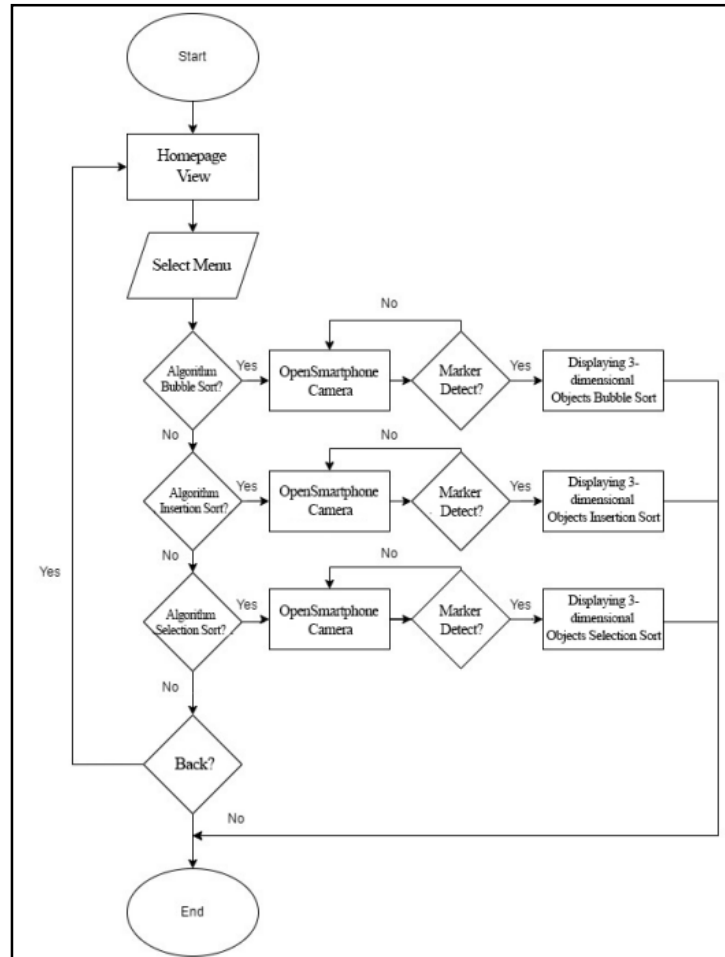 Start
Homepage
View
Select Menu
No
Algorithm
Bubble Sort?
Yes
OpenSmartphone
Camera
Marker
Detect?
Yes
Displaying 3-
dimensional
Objects Bubble Sort
No
No
Algorithm
Insertion Sort?
Yes
OpenSmartphone
Camera
Marker
Detect?
Yes
Displaying 3-
dimensional
Objects Insertion Sort
No
No
Yes
Algorithm
Selection Sort?
Yes
OpenSmartphone
Camera
Marker
Detect?
Yes
Displaying 3-
dimensional
Objects Selection Sort
No
Back?
No
End